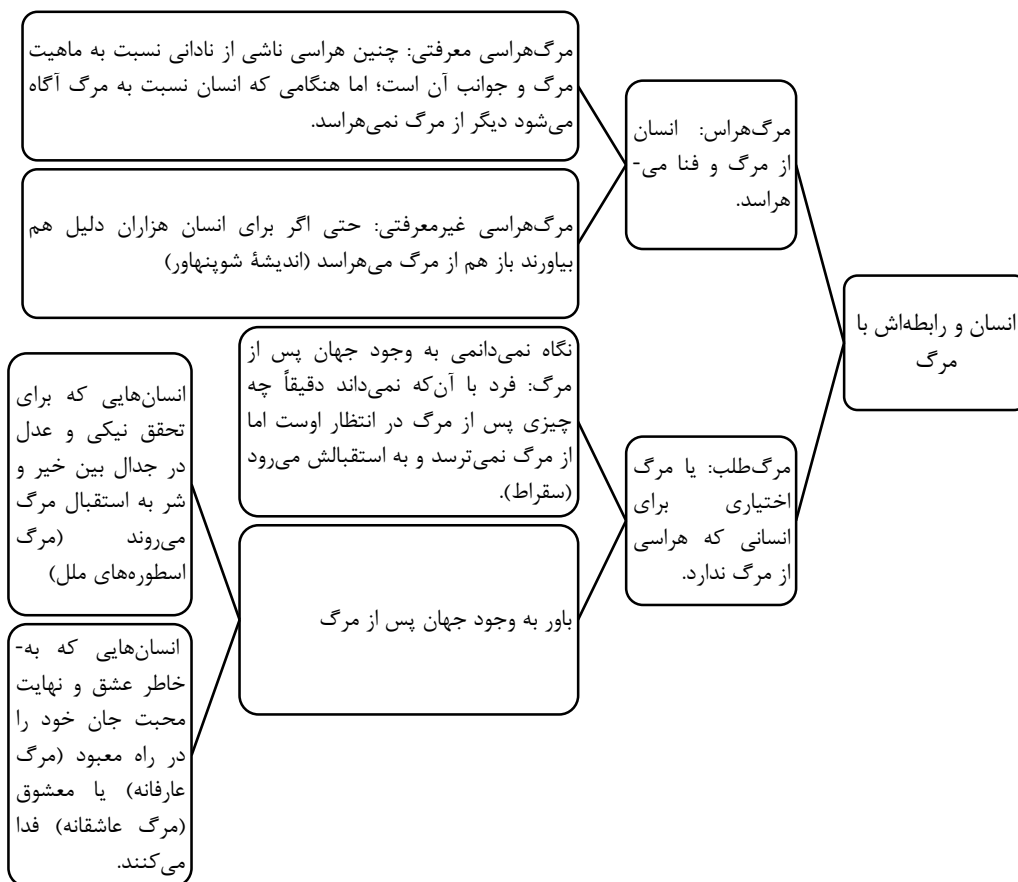 انسان و رابطه‌اش با
مرگ
مرگ‌هراس: انسان
از مرگ و فنا می-
هراسد.
مرگ‌هراسی معرفتی: چنین هراسی ناشی از نادانی نسبت به ماهیت
مرگ و جوانب آن است؛ اما هنگامی که انسان نسبت به مرگ آگاه
می‌شود دیگر از مرگ نمی‌هراسد.
مرگ‌هراسی غیرمعرفتی: حتی اگر برای انسان هزاران دلیل هم
بیاورند باز هم از مرگ می‌هراسد (اندیشهٔ شوپنهاور)
مرگ‌طلب: یا مرگ
اختیاری برای
انسانی که هراسی
از مرگ ندارد.
نگاه نمی‌دانمی به وجود جهان پس از
مرگ: فرد با آن‌که نمی‌داند دقیقاً چه
چیزی پس از مرگ در انتظار اوست اما
از مرگ نمی‌ترسد و به استقبالش می‌رود
(سقراط).
باور به وجود جهان پس از مرگ
انسان‌هایی که برای
تحقق نیکی و عدل
در جدال بین خیر و
شر به استقبال مرگ
می‌روند (مرگ
اسطوره‌های ملل)
انسان‌هایی که به-
خاطر عشق و نهایت
محبت جان خود را
در راه معبود (مرگ
عارفانه) یا معشوق
(مرگ عاشقانه) فدا
می‌کنند.